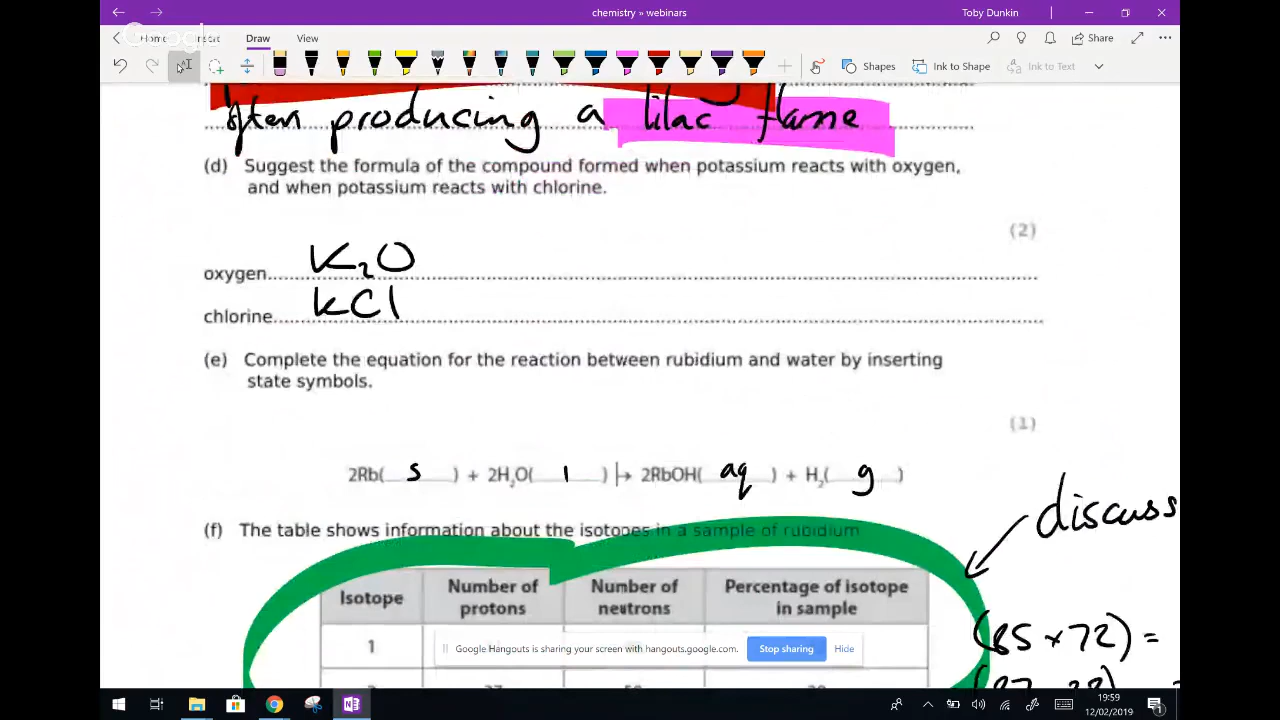 chemistry » webinars
Toby Dunkin
Google
Home Insert Draw View
Share
Shapes Ink to Shape Ink to Text
often producing a lilac flame
(d) Suggest the formula of the compound formed when potassium reacts with oxygen,
and when potassium reacts with chlorine.
(2)
oxygen K₂O
chlorine KCl
(e) Complete the equation for the reaction between rubidium and water by inserting
state symbols.
(1)
2Rb( s ) + 2H₂O( l ) → 2RbOH( aq ) + H₂( g )
(f) The table shows information about the isotopes in a sample of rubidium
discuss
Isotope Number of protons Number of neutrons Percentage of isotope in sample
(85 × 72) =
1
Google Hangouts is sharing your screen with hangouts.google.com. Stop sharing Hide
19:59
12/02/2019